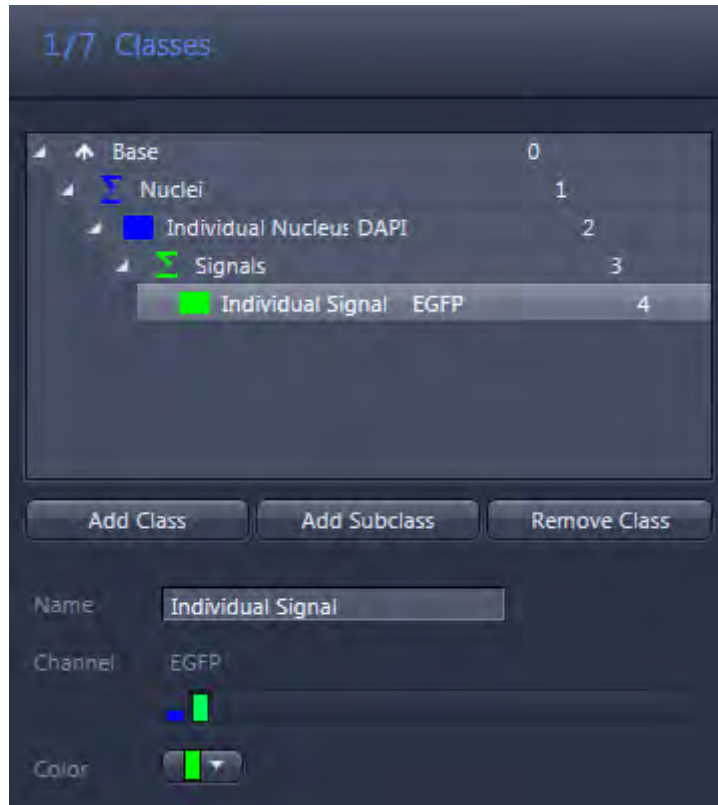 1/7 Classes
Base 0
Σ Nuclei 1
Individual Nucleus DAPI 2
Σ Signals 3
Individual Signal EGFP 4
Add Class Add Subclass Remove Class
Name Individual Signal
Channel EGFP
Color